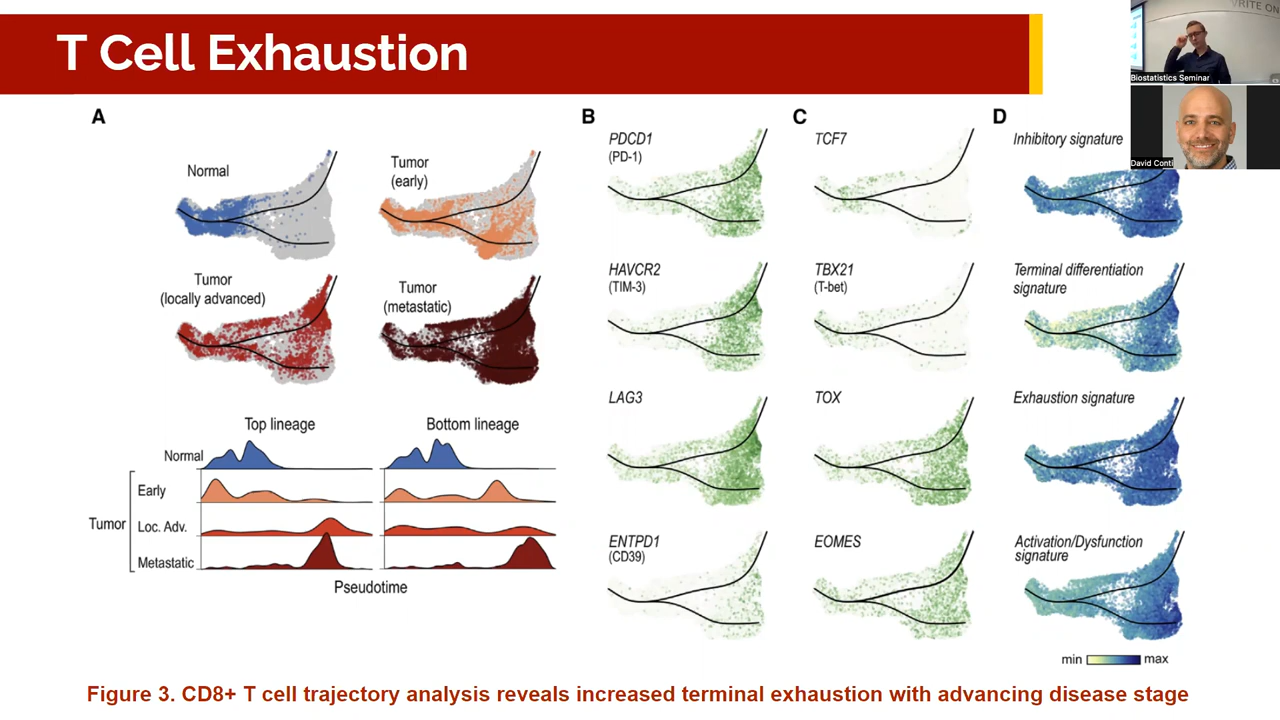 T Cell Exhaustion
VRITE ON
Biostatistics Seminar
David Conti
A
Normal
Tumor
(early)
Tumor
(locally advanced)
Tumor
(metastatic)
Top lineage
Bottom lineage
Normal
Early
Tumor
Loc. Adv.
Metastatic
Pseudotime
B
PDCD1
(PD-1)
HAVCR2
(TIM-3)
LAG3
ENTPD1
(CD39)
C
TCF7
TBX21
(T-bet)
TOX
EOMES
D
Inhibitory signature
Terminal differentiation
signature
Exhaustion signature
Activation/Dysfunction
signature
min
max
Figure 3. CD8+ T cell trajectory analysis reveals increased terminal exhaustion with advancing disease stage